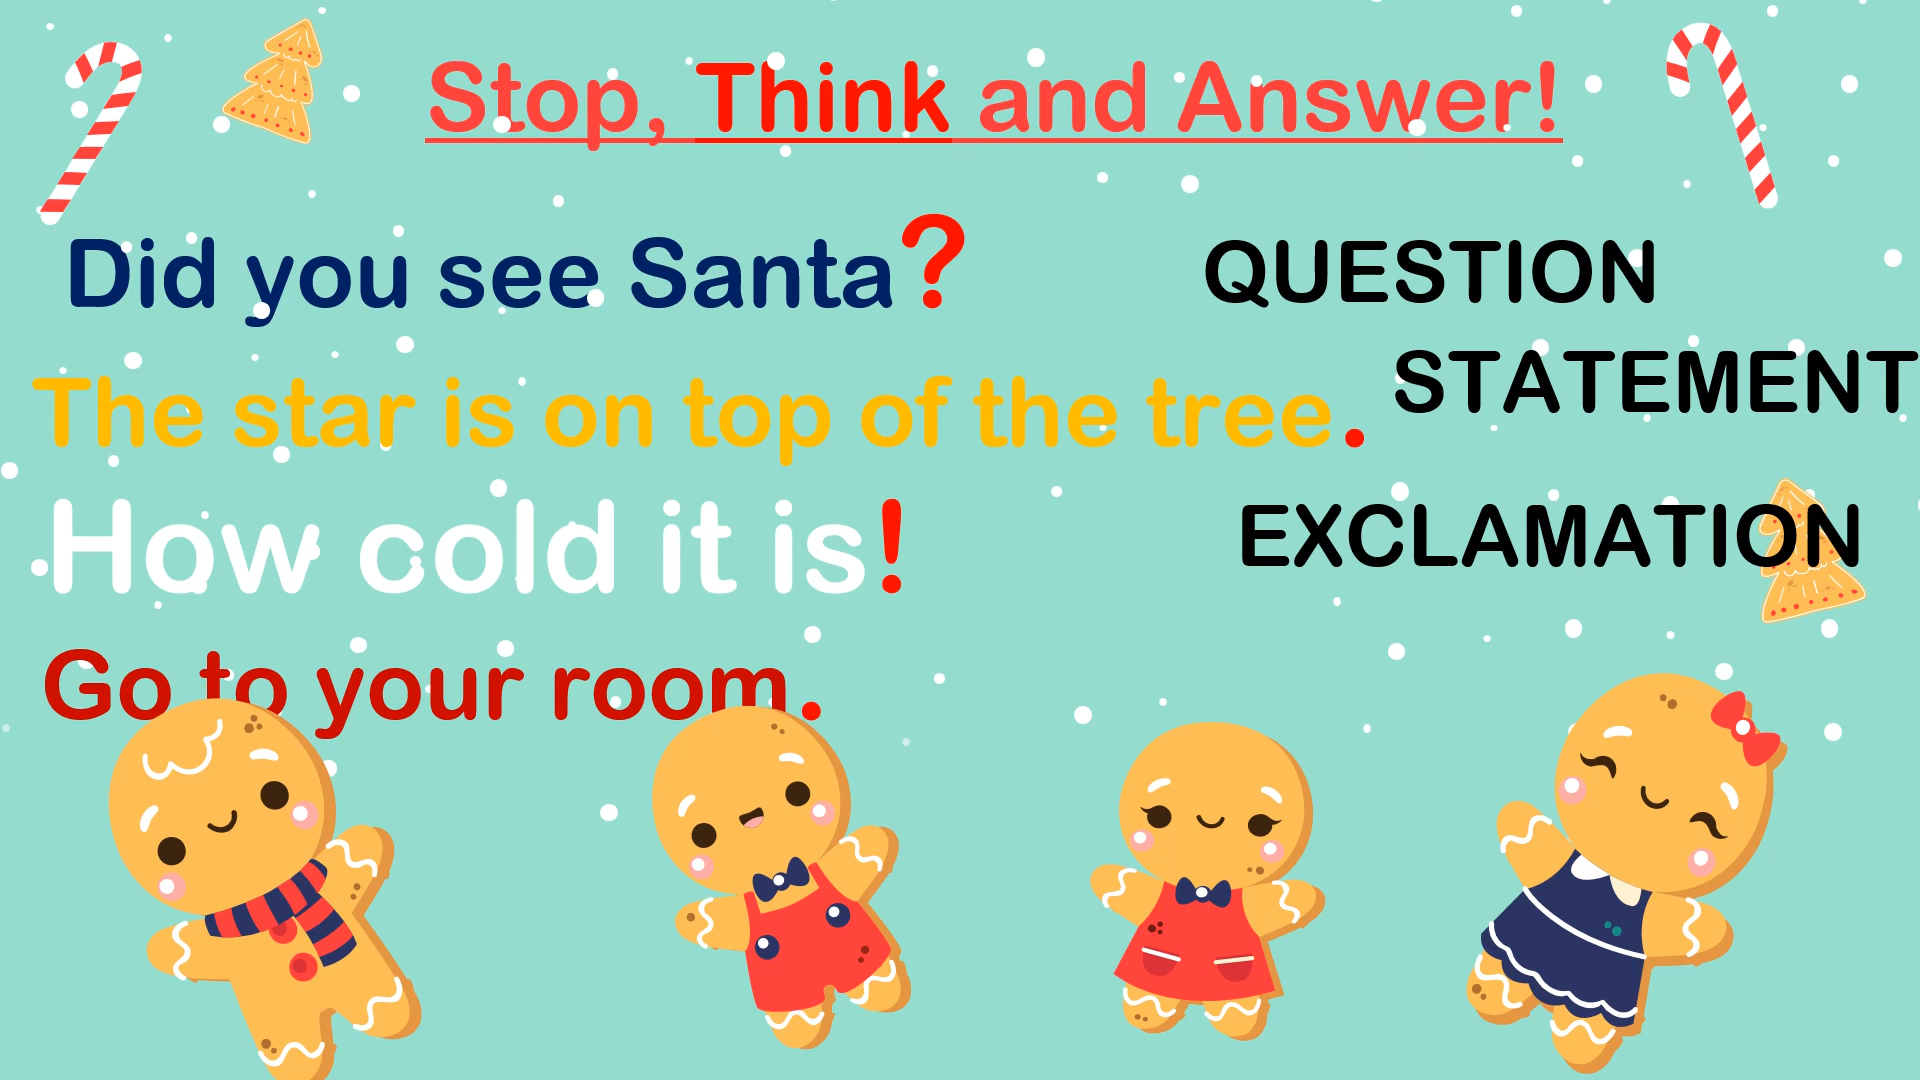 Stop, Think and Answer!
Did you see Santa? QUESTION
The star is on top of the tree. STATEMENT
How cold it is! EXCLAMATION
Go to your room.